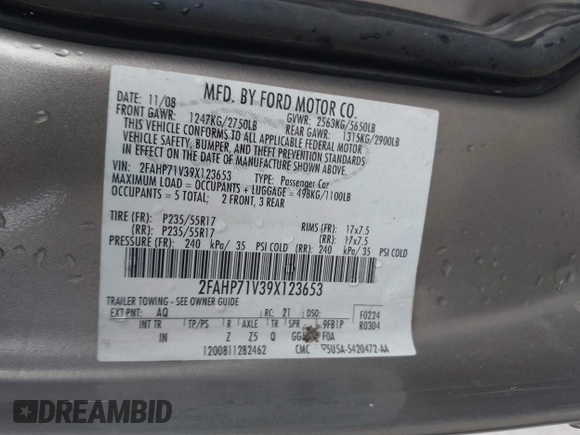 MFD. BY FORD MOTOR CO.
DATE: 11/08 GVWR: 2563KG/5650LB
FRONT GAWR: 1247KG/2750LB REAR GAWR: 1315KG/2900LB
THIS VEHICLE CONFORMS TO ALL APPLICABLE FEDERAL MOTOR
VEHICLE SAFETY, BUMPER, AND THEFT PREVENTION STANDARDS
IN EFFECT ON THE DATE OF MANUFACTURE SHOWN ABOVE.
VIN: 2FAHP71V39X123653 TYPE: Passenger Car
MAXIMUM LOAD = OCCUPANTS + LUGGAGE = 498KG/1100LB
OCCUPANTS = 5 TOTAL; 2 FRONT, 3 REAR
TIRE (FR): P235/55R17 RIMS (FR): 17x7.5
(RR): P235/55R17 (RR): 17x7.5
PRESSURE (FR): 240 kPa/ 35 PSI COLD (RR): 240 kPa/ 35 PSI COLD
2FAHP71V39X123653
TRAILER TOWING - SEE OWNER GUIDE
EXT PNT: AQ RC: 21 DSO: F0224
INT TR TP/PS R AXLE TR SPR 9FB1P R0304
IN Z Z5 Q F0A
1200811282462 CMC 5U5A-5420472-AA
AUTOBIDMASTER